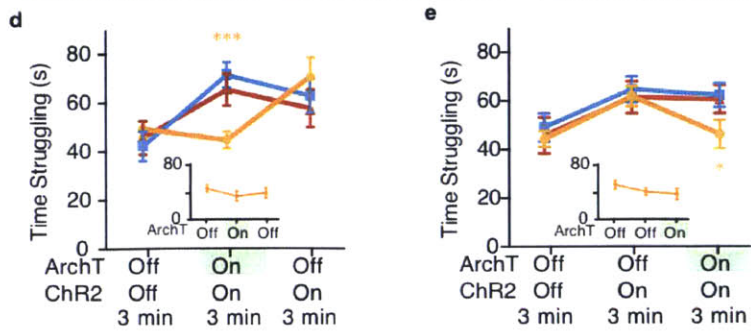 d
***
Time Struggling (s)
80
60
40
20
0
80
0
ArchT Off On Off
ArchT Off On Off
ChR2 Off On On
3 min 3 min 3 min
e
Time Struggling (s)
80
60
40
20
0
*
80
0
ArchT Off Off On
ArchT Off Off On
ChR2 Off On On
3 min 3 min 3 min